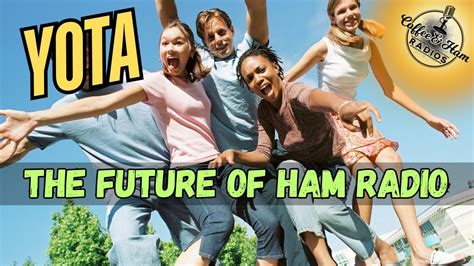 YOTA
Coffee & Ham
RADIOS
THE FUTURE OF HAM RADIO